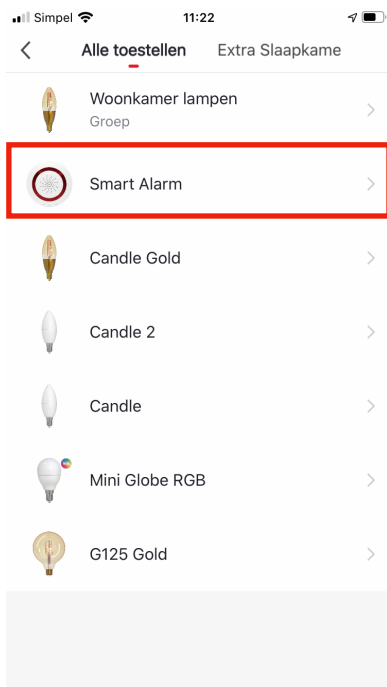 Simpel 11:22
Alle toestellen Extra Slaapkame
Woonkamer lampen
Groep
Smart Alarm
Candle Gold
Candle 2
Candle
Mini Globe RGB
G125 Gold